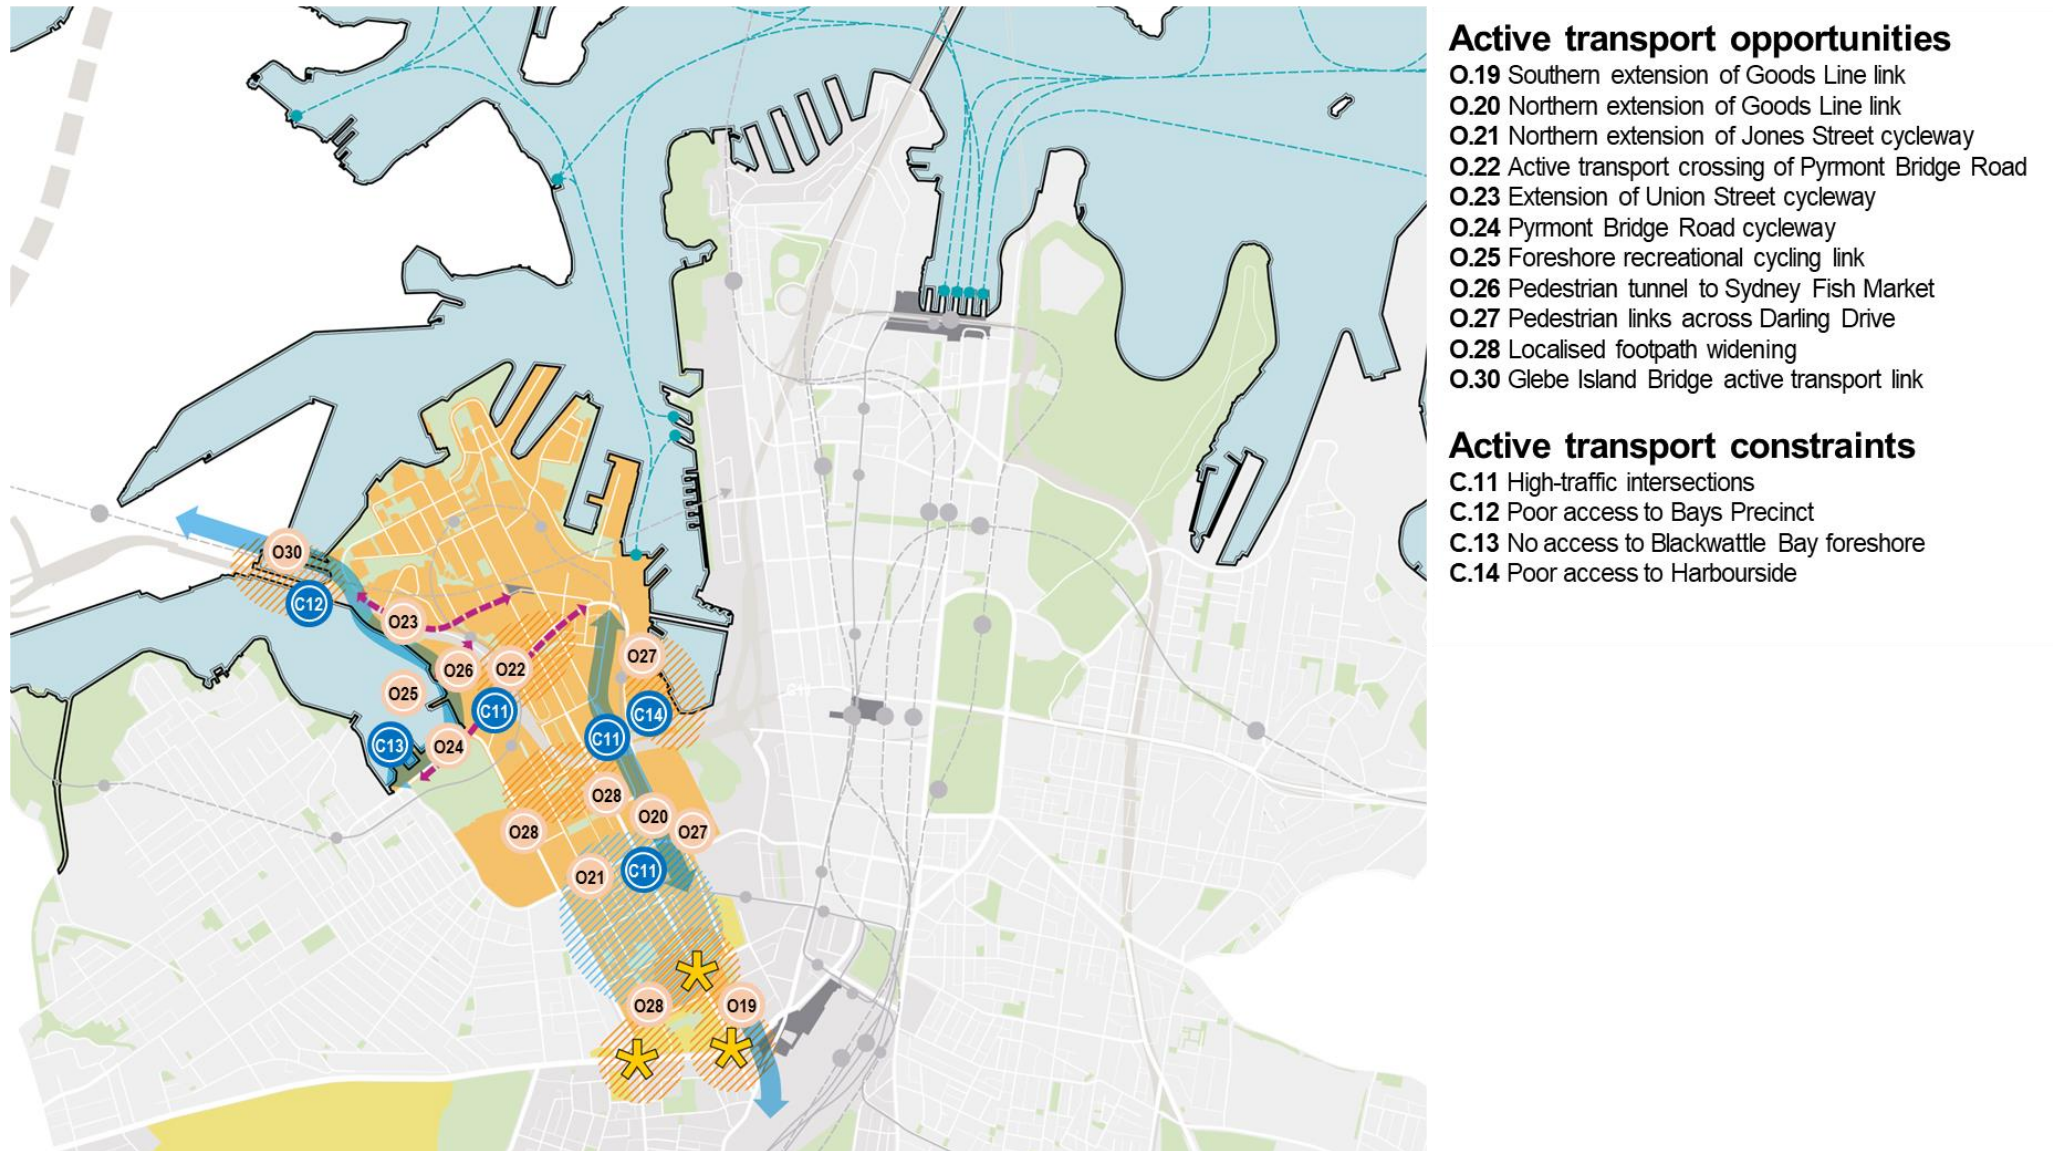 Active transport opportunities
O.19 Southern extension of Goods Line link
O.20 Northern extension of Goods Line link
O.21 Northern extension of Jones Street cycleway
O.22 Active transport crossing of Pyrmont Bridge Road
O.23 Extension of Union Street cycleway
O.24 Pyrmont Bridge Road cycleway
O.25 Foreshore recreational cycling link
O.26 Pedestrian tunnel to Sydney Fish Market
O.27 Pedestrian links across Darling Drive
O.28 Localised footpath widening
O.30 Glebe Island Bridge active transport link
Active transport constraints
C.11 High-traffic intersections
C.12 Poor access to Bays Precinct
C.13 No access to Blackwattle Bay foreshore
C.14 Poor access to Harbourside
O30
C12
O23
O26
O22
O27
O25
C11
C14
C13
O24
C11
O28
O20
O28
O27
O21
C11
O28
O19